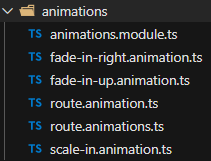 animations
TS animations.module.ts
TS fade-in-right.animation.ts
TS fade-in-up.animation.ts
TS route.animation.ts
TS route.animations.ts
TS scale-in.animation.ts